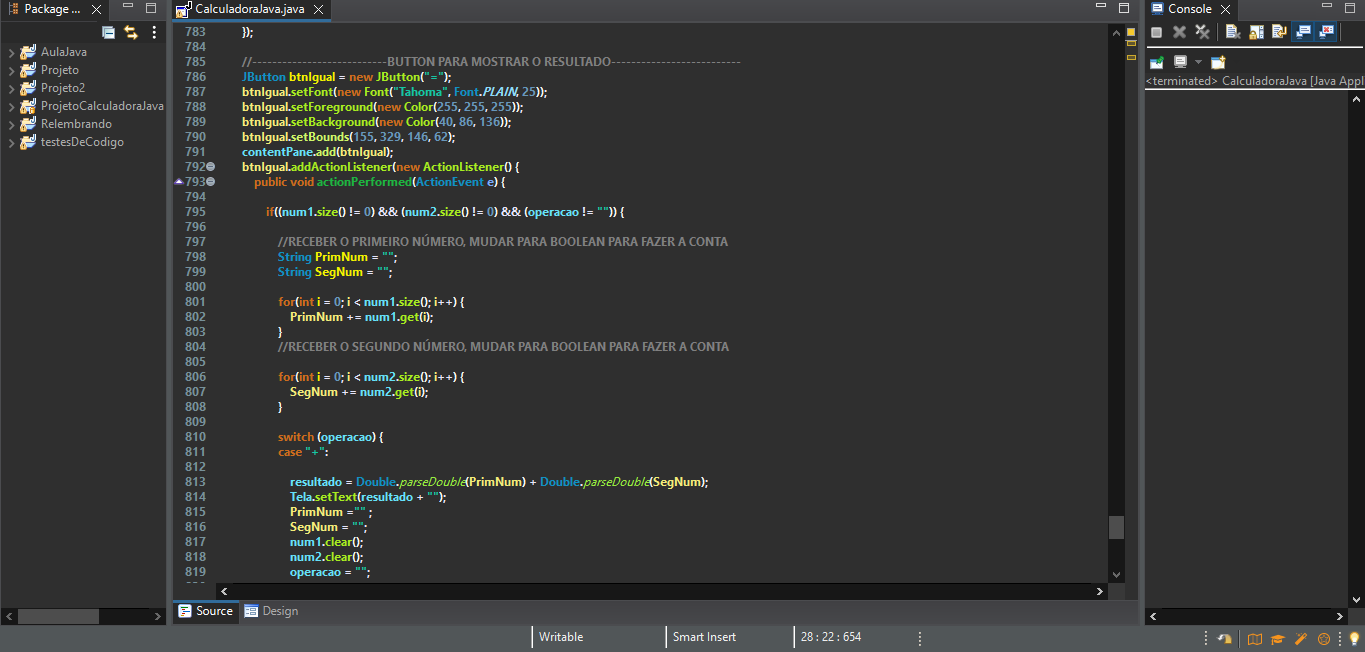 Package ...
CalculadoraJava.java
Console
AulaJava
Projeto
Projeto2
ProjetoCalculadoraJava
Relembrando
testesDeCodigo
783 });
784
785 //---------------------------BUTTON PARA MOSTRAR O RESULTADO---------------------
786 JButton btnIgual = new JButton("=");
787 btnIgual.setFont(new Font("Tahoma", Font.PLAIN, 25));
788 btnIgual.setForeground(new Color(255, 255, 255));
789 btnIgual.setBackground(new Color(40, 86, 136));
790 btnIgual.setBounds(155, 329, 146, 62);
791 contentPane.add(btnIgual);
792 btnIgual.addActionListener(new ActionListener() {
793 public void actionPerformed(ActionEvent e) {
794
795 if((num1.size() != 0) && (num2.size() != 0) && (operacao != "")) {
796
797 //RECEBER O PRIMEIRO NÚMERO, MUDAR PARA BOOLEAN PARA FAZER A CONTA
798 String PrimNum = "";
799 String SegNum = "";
800
801 for(int i = 0; i < num1.size(); i++) {
802 PrimNum += num1.get(i);
803 }
804 //RECEBER O SEGUNDO NÚMERO, MUDAR PARA BOOLEAN PARA FAZER A CONTA
805
806 for(int i = 0; i < num2.size(); i++) {
807 SegNum += num2.get(i);
808 }
809
810 switch (operacao) {
811 case "+":
812
813 resultado = Double.parseDouble(PrimNum) + Double.parseDouble(SegNum);
814 Tela.setText(resultado + "");
815 PrimNum ="" ;
816 SegNum = "";
817 num1.clear();
818 num2.clear();
819 operacao = "";
<terminated> CalculadoraJava [Java Appl
Source
Design
Writable
Smart Insert
28 : 22 : 654